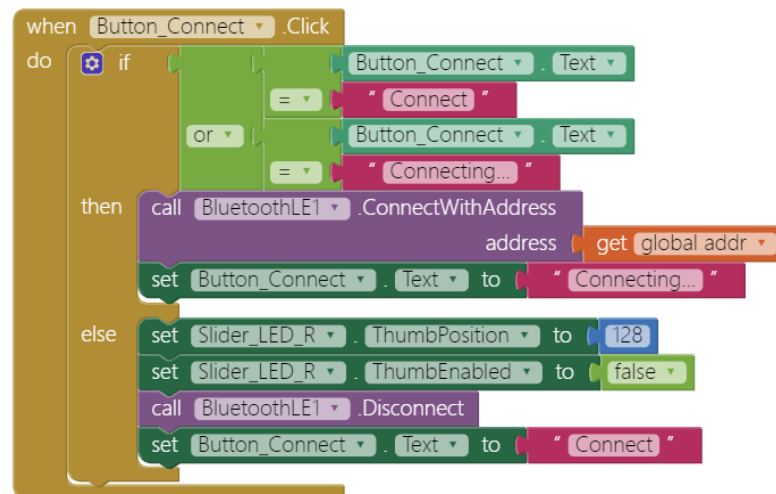 when Button_Connect .Click
do if Button_Connect . Text
= " Connect "
or Button_Connect . Text
= " Connecting... "
then call BluetoothLE1 .ConnectWithAddress
address get global addr
set Button_Connect . Text to " Connecting... "
else set Slider_LED_R . ThumbPosition to 128
set Slider_LED_R . ThumbEnabled to false
call BluetoothLE1 .Disconnect
set Button_Connect . Text to " Connect "